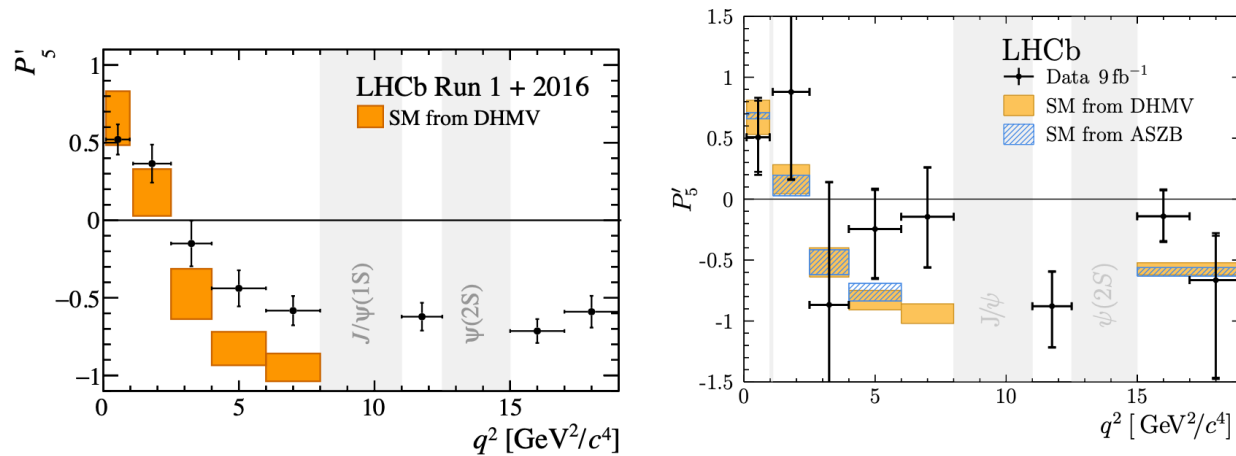 P'5
1
0.5
0
−0.5
−1
LHCb Run 1 + 2016
SM from DHMV
J/ψ(1S)
ψ(2S)
0 5 10 15
q² [GeV²/c⁴]
P'5
1.5
1
0.5
0
-0.5
-1
-1.5
LHCb
Data 9 fb⁻¹
SM from DHMV
SM from ASZB
J/ψ
ψ(2S)
0 5 10 15
q² [GeV²/c⁴]